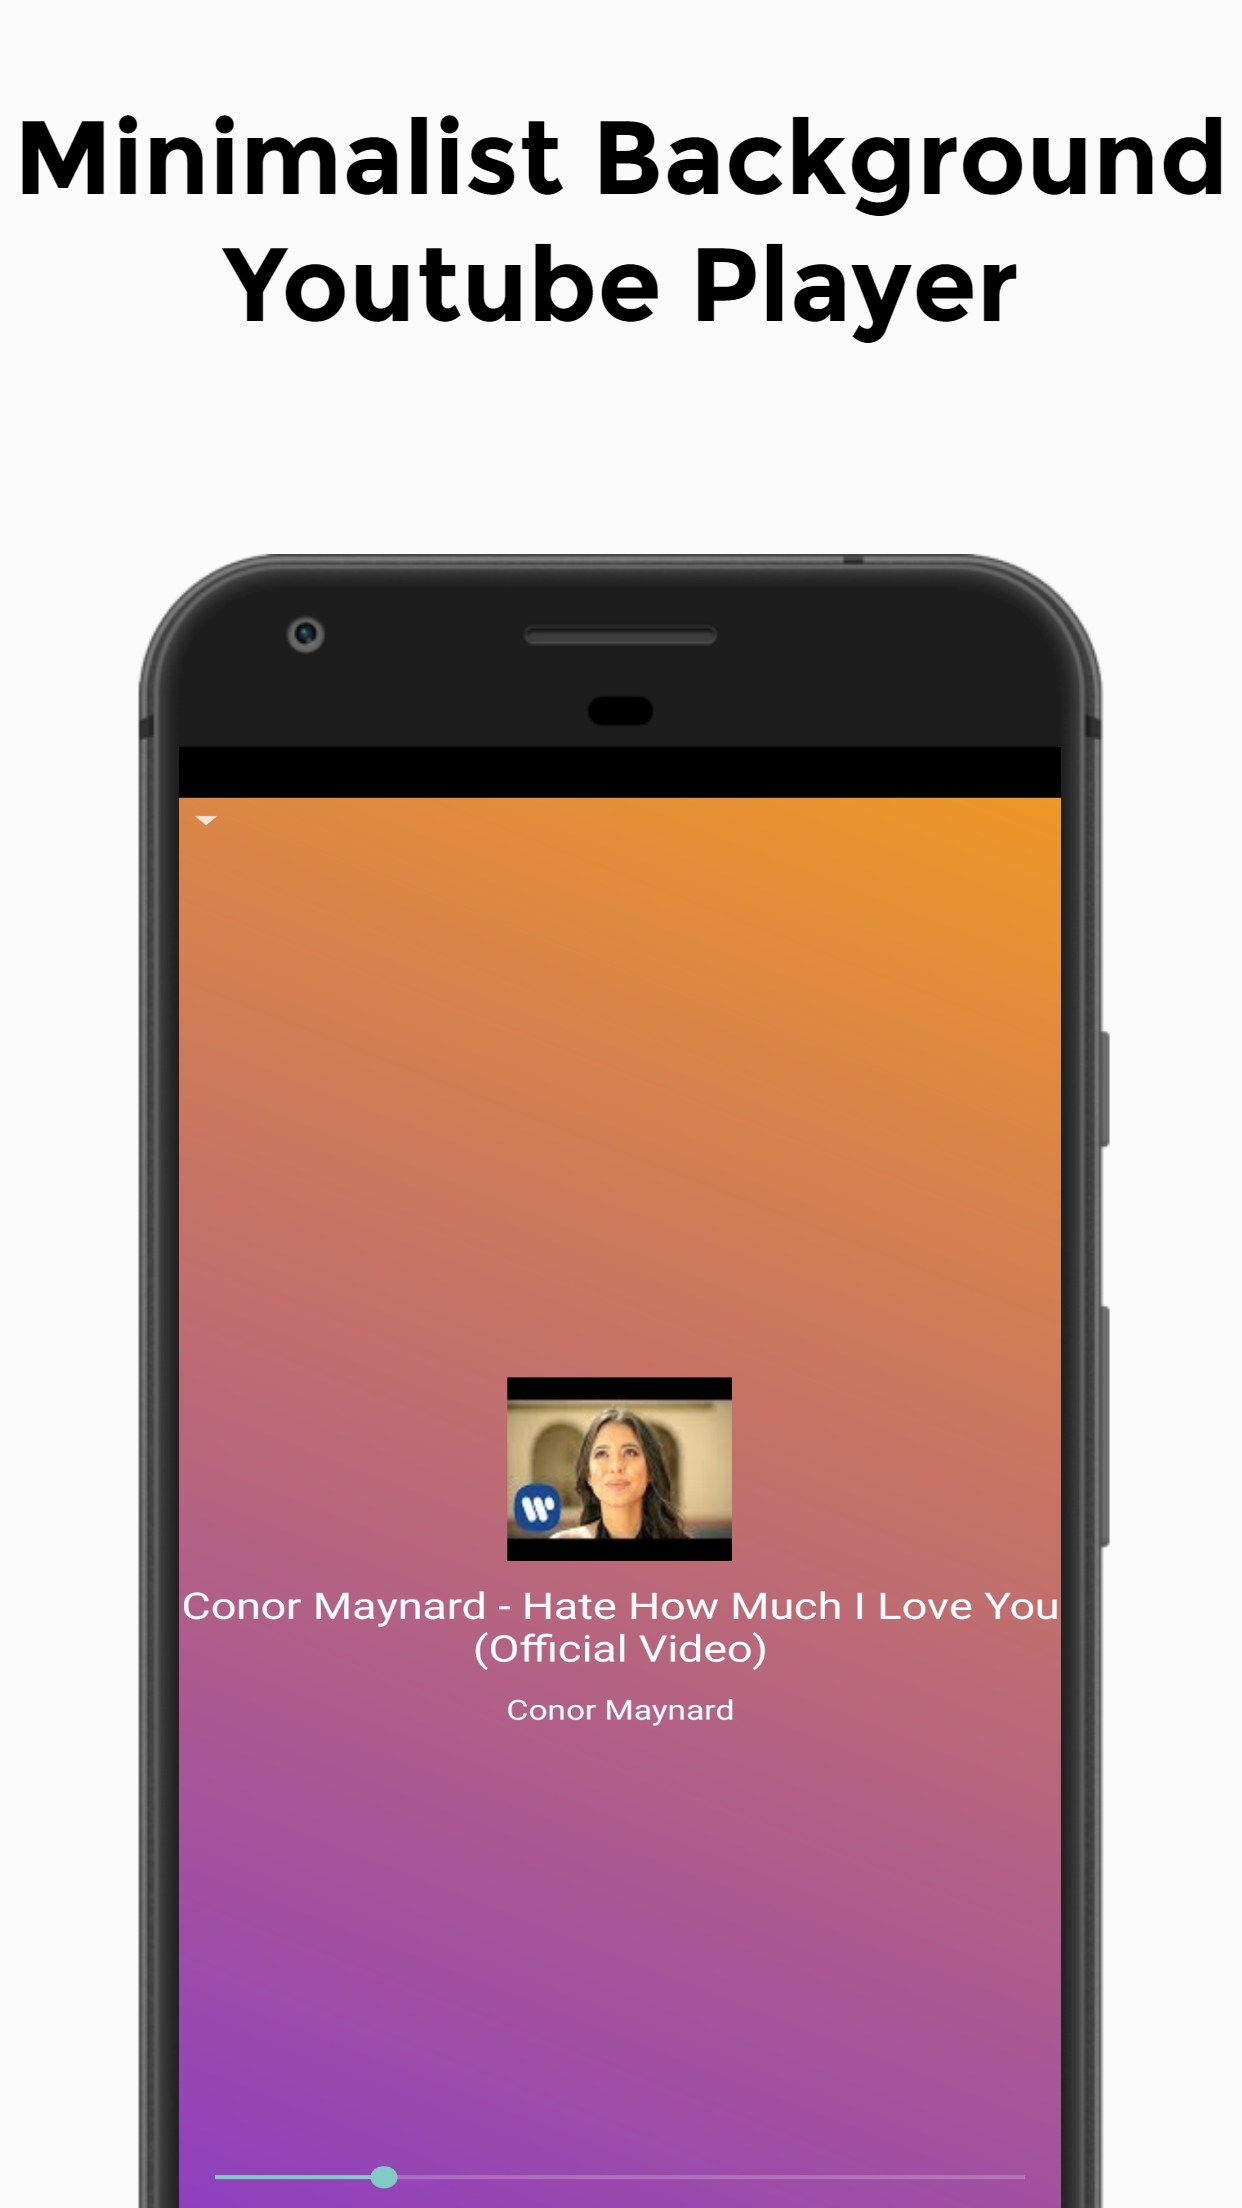 Minimalist Background
Youtube Player
Conor Maynard - Hate How Much I Love You
(Official Video)
Conor Maynard